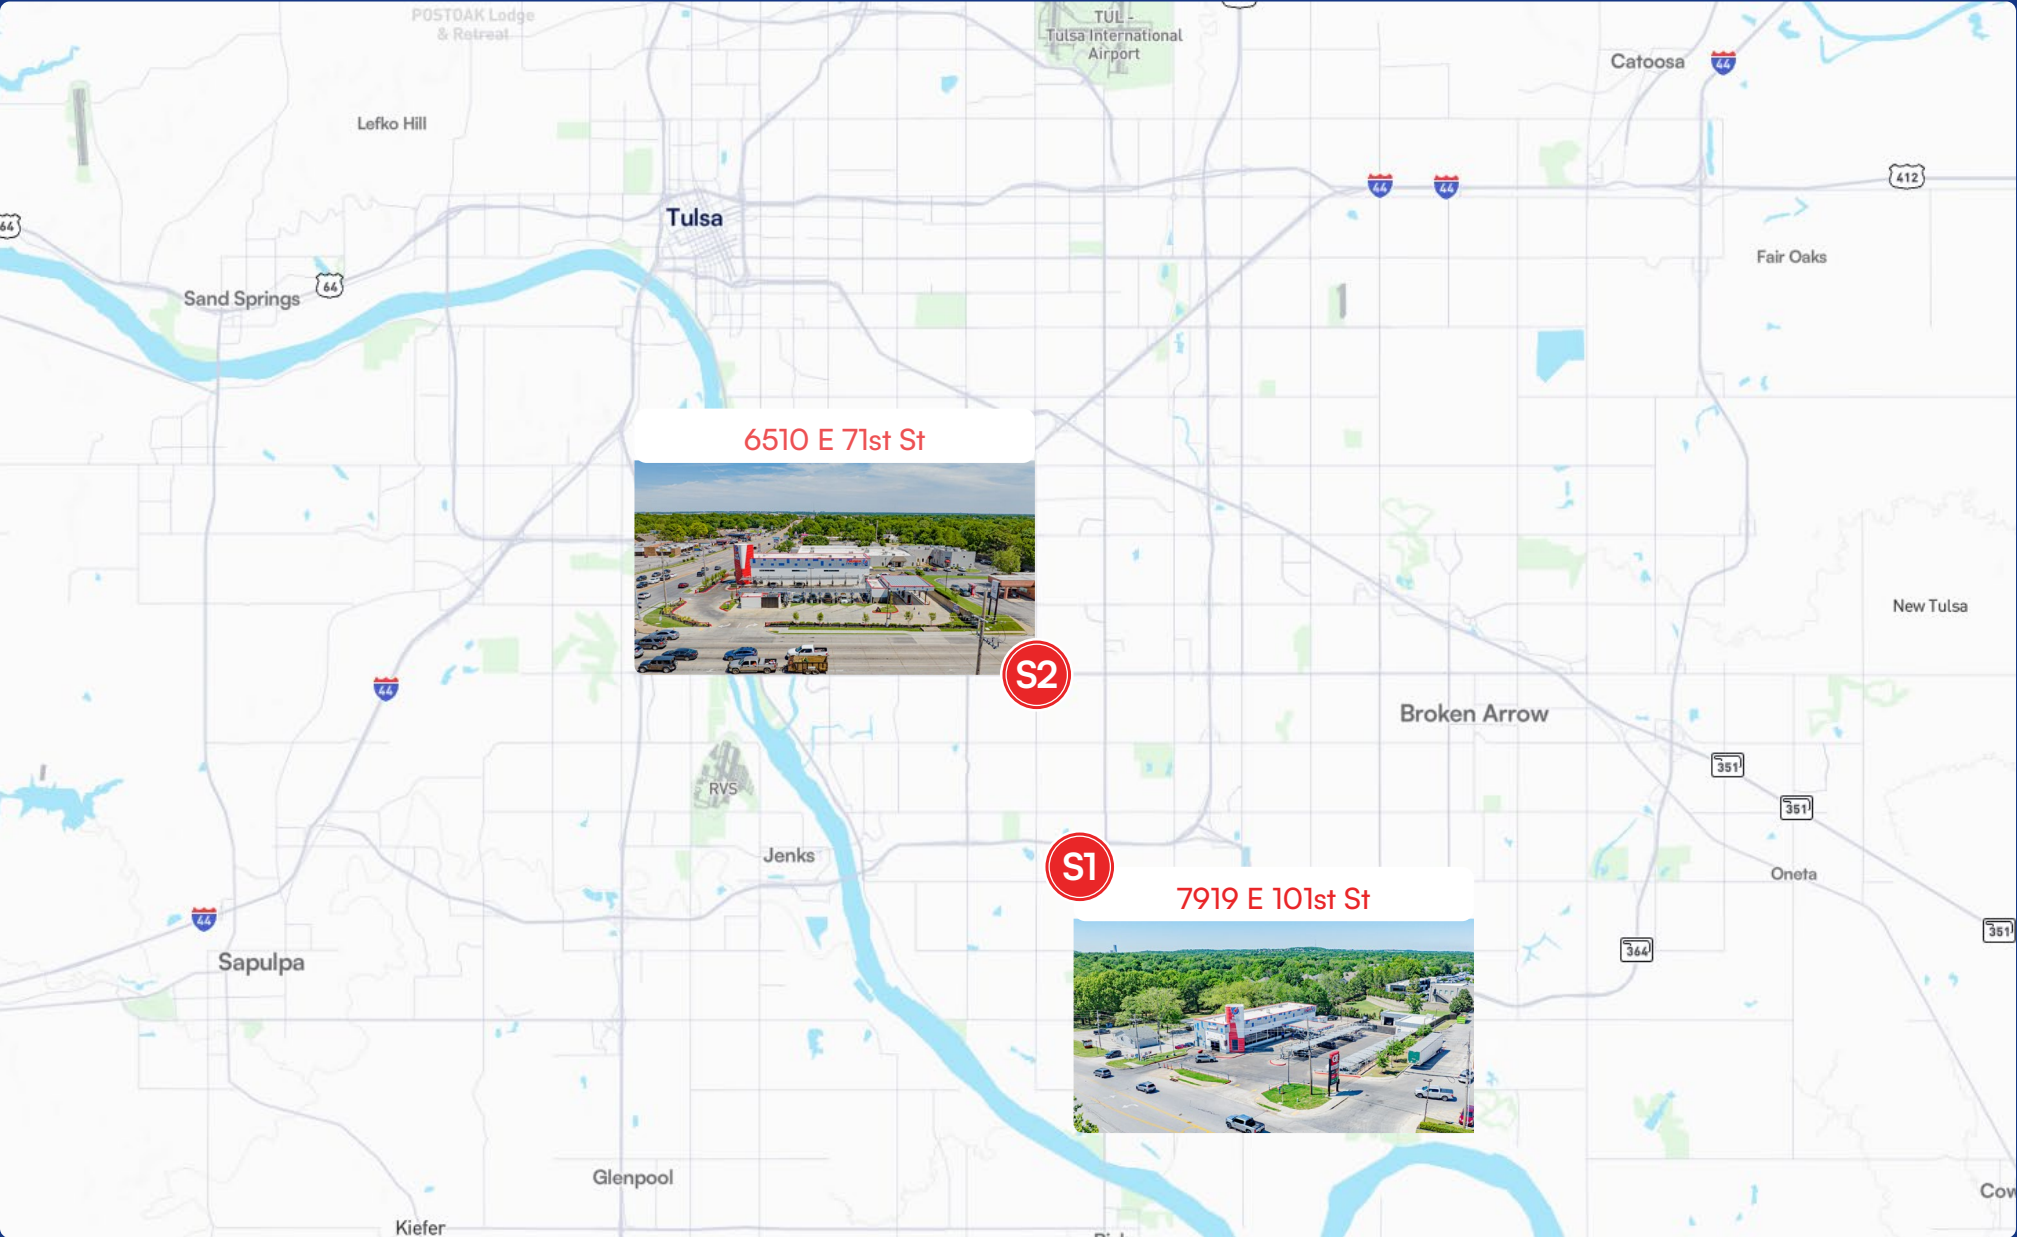 POSTOAK Lodge
& Retreat
TUL -
Tulsa International
Airport
Catoosa
44
Lefko Hill
44
44
412
Tulsa
64
Fair Oaks
64
Sand Springs
6510 E 71st St
New Tulsa
S2
44
Broken Arrow
351
RVS
351
Jenks
S1
Oneta
7919 E 101st St
44
351
364
Sapulpa
Glenpool
Cow
Kiefer